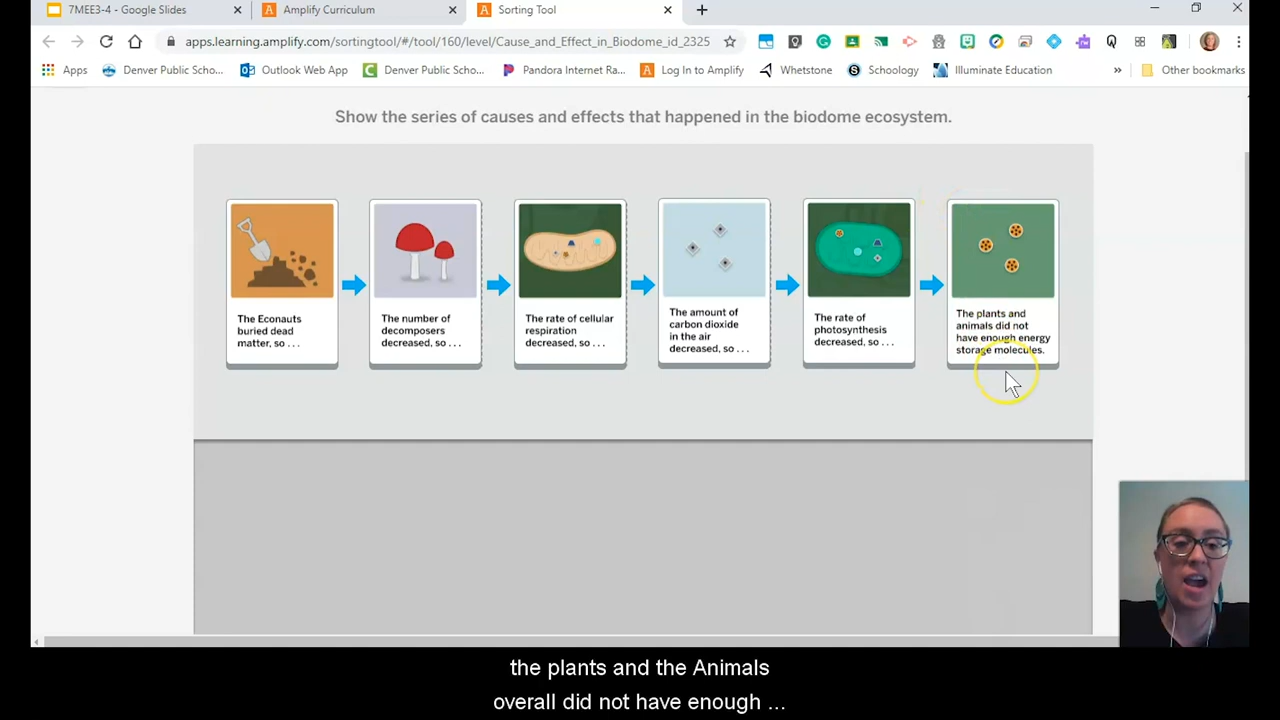 7MEE3-4 - Google Slides
Amplify Curriculum
Sorting Tool
apps.learning.amplify.com/sortingtool/#/tool/160/level/Cause_and_Effect_in_Biodome_id_2325
Apps
Denver Public Scho...
Outlook Web App
Denver Public Scho...
Pandora Internet Ra...
Log In to Amplify
Whetstone
Schoology
Illuminate Education
»
Other bookmarks
Show the series of causes and effects that happened in the biodome ecosystem.
The Econauts
buried dead
matter, so . . .
The number of
decomposers
decreased, so . . .
The rate of cellular
respiration
decreased, so . . .
The amount of
carbon dioxide
in the air
decreased, so . . .
The rate of
photosynthesis
decreased, so . . .
The plants and
animals did not
have enough energy
storage molecules.
the plants and the Animals
overall did not have enough ...